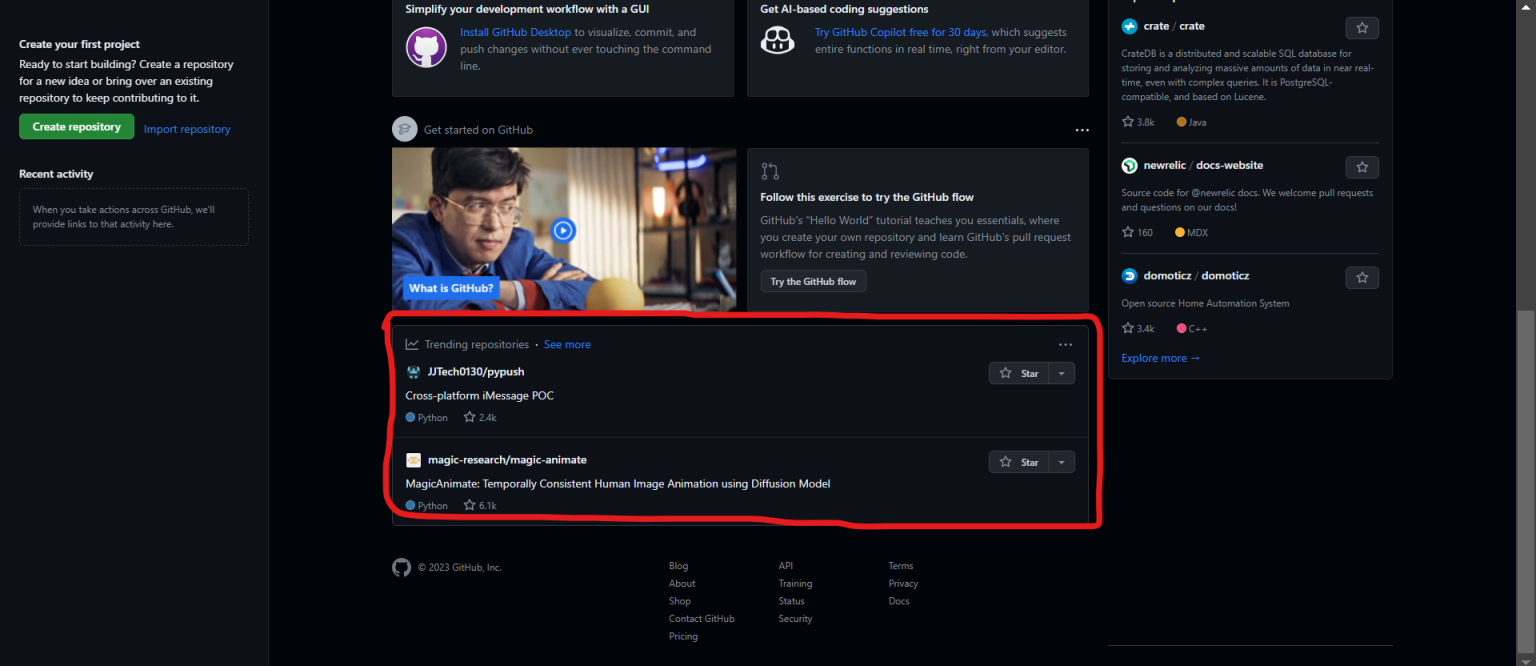 Create your first project
Ready to start building? Create a repository
for a new idea or bring over an existing
repository to keep contributing to it.
Create repository
Import repository
Recent activity
When you take actions across GitHub, we'll
provide links to that activity here.
Simplify your development workflow with a GUI
Install GitHub Desktop to visualize, commit, and
push changes without ever touching the command
line.
Get AI-based coding suggestions
Try GitHub Copilot free for 30 days, which suggests
entire functions in real time, right from your editor.
Get started on GitHub
What is GitHub?
Follow this exercise to try the GitHub flow
GitHub's "Hello World" tutorial teaches you essentials, where
you create your own repository and learn GitHub's pull request
workflow for creating and reviewing code.
Try the GitHub flow
Trending repositories · See more
JJTech0130/pypush
Star
Cross-platform iMessage POC
Python 2.4k
magic-research/magic-animate
Star
MagicAnimate: Temporally Consistent Human Image Animation using Diffusion Model
Python 6.1k
crate / crate
CrateDB is a distributed and scalable SQL database for
storing and analyzing massive amounts of data in near real-
time, even with complex queries. It is PostgreSQL-
compatible, and based on Lucene.
3.8k Java
newrelic / docs-website
Source code for @newrelic docs. We welcome pull requests
and questions on our docs!
160 MDX
domoticz / domoticz
Open source Home Automation System
3.4k C++
Explore more →
© 2023 GitHub, Inc.
Blog
About
Shop
Contact GitHub
Pricing
API
Training
Status
Security
Terms
Privacy
Docs